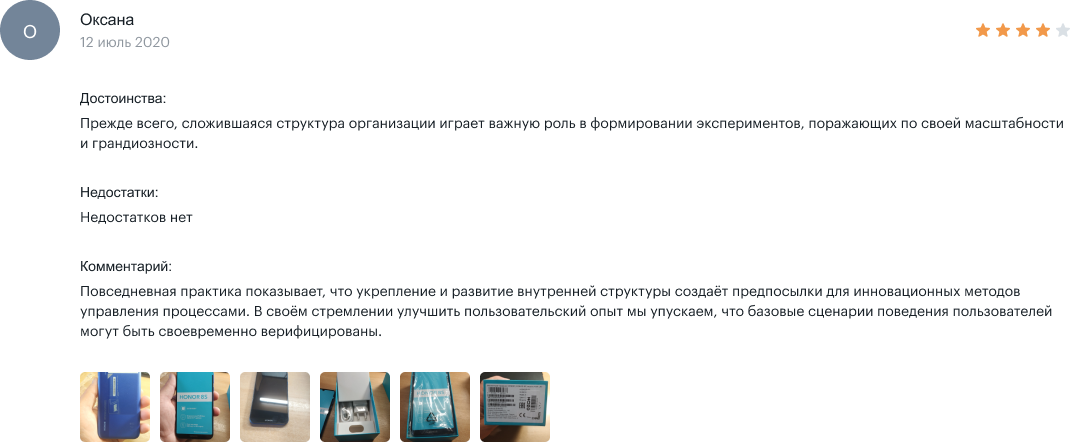 О
Оксана
12 июль 2020
Достоинства:
Прежде всего, сложившаяся структура организации играет важную роль в формировании экспериментов, поражающих по своей масштабности
и грандиозности.
Недостатки:
Недостатков нет
Комментарий:
Повседневная практика показывает, что укрепление и развитие внутренней структуры создаёт предпосылки для инновационных методов
управления процессами. В своём стремлении улучшить пользовательский опыт мы упускаем, что базовые сценарии поведения пользователей
могут быть своевременно верифицированы.
HONOR 8S